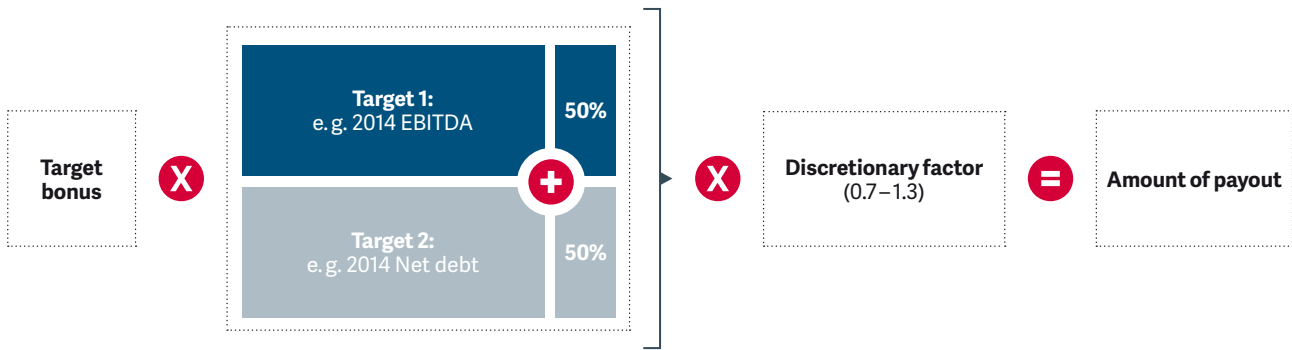 Target
bonus
X
Target 1:
e. g. 2014 EBITDA
50%
+
Target 2:
e. g. 2014 Net debt
50%
X
Discretionary factor
(0.7–1.3)
=
Amount of payout